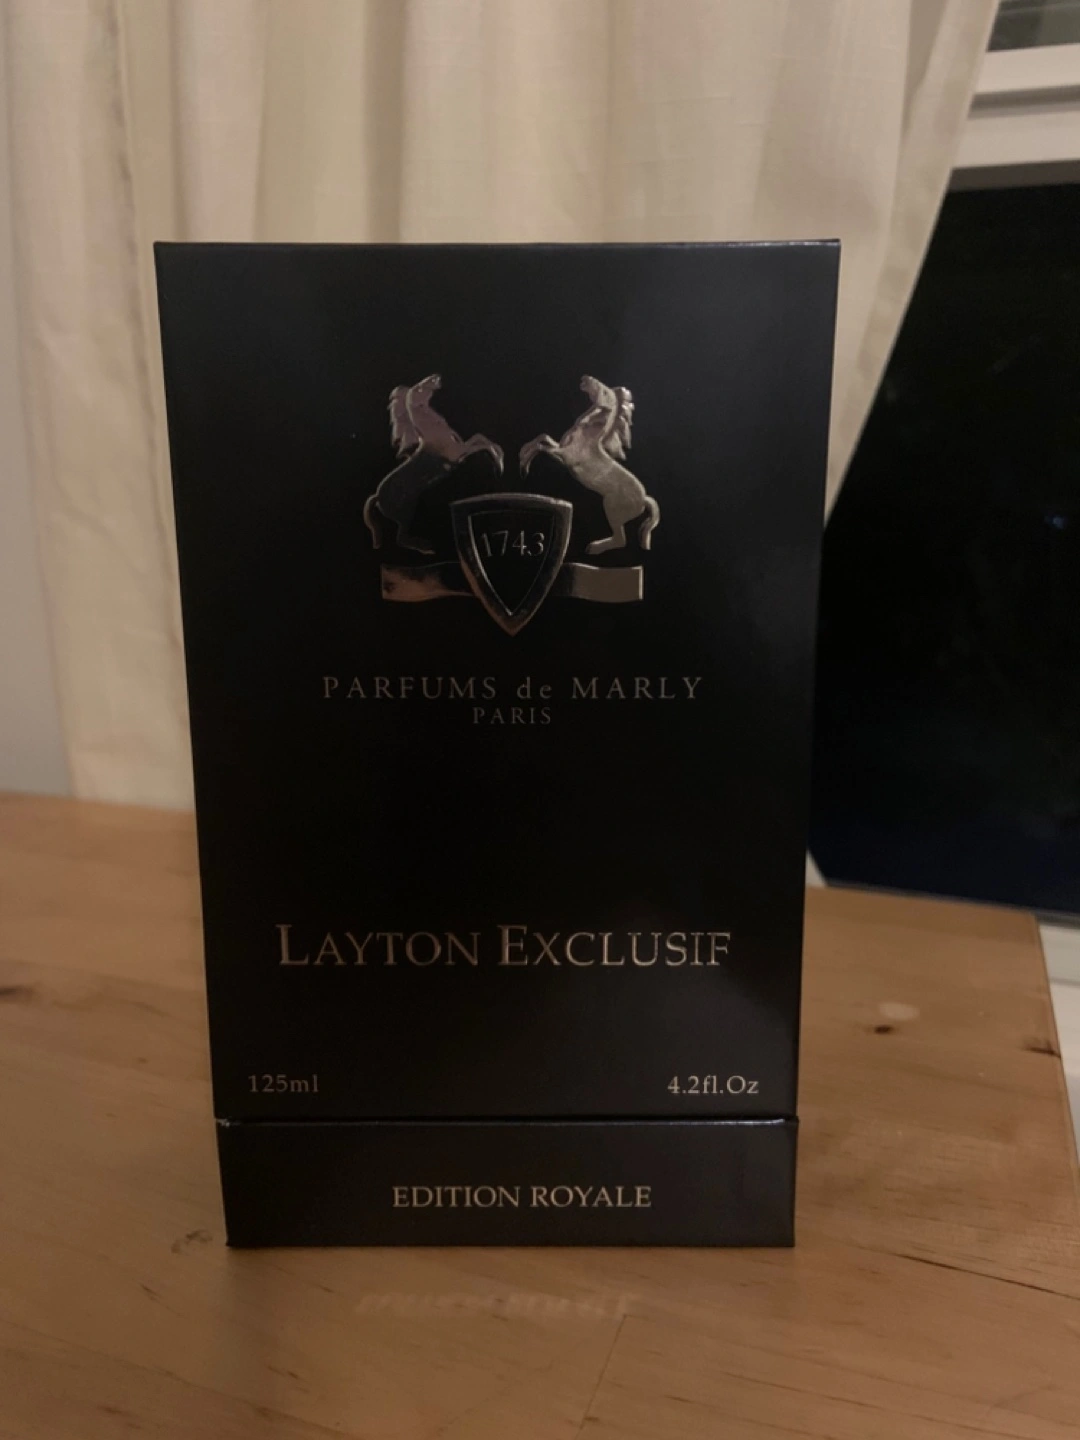 1743
PARFUMS de MARLY
PARIS
LAYTON EXCLUSIF
125ml 4.2fl.Oz
EDITION ROYALE